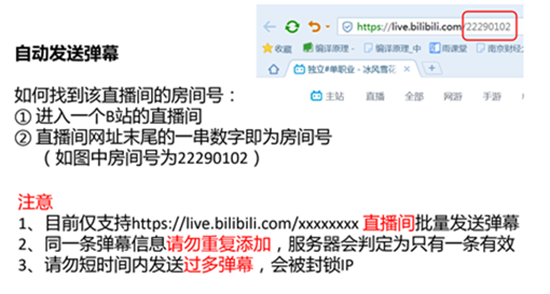 https://live.bilibili.com/22290102
收藏
编译原理 -
编译原理_中
雨课堂
南京财经
独立#单职业 - 冰风雪花
主站
直播
全部
网游
手游
自动发送弹幕
如何找到该直播间的房间号：
① 进入一个B站的直播间
② 直播间网址末尾的一串数字即为房间号
（如图中房间号为22290102）
注意
1、目前仅支持https://live.bilibili.com/xxxxxxxx 直播间批量发送弹幕
2、同一条弹幕信息请勿重复添加，服务器会判定为只有一条有效
3、请勿短时间内发送过多弹幕，会被封锁IP